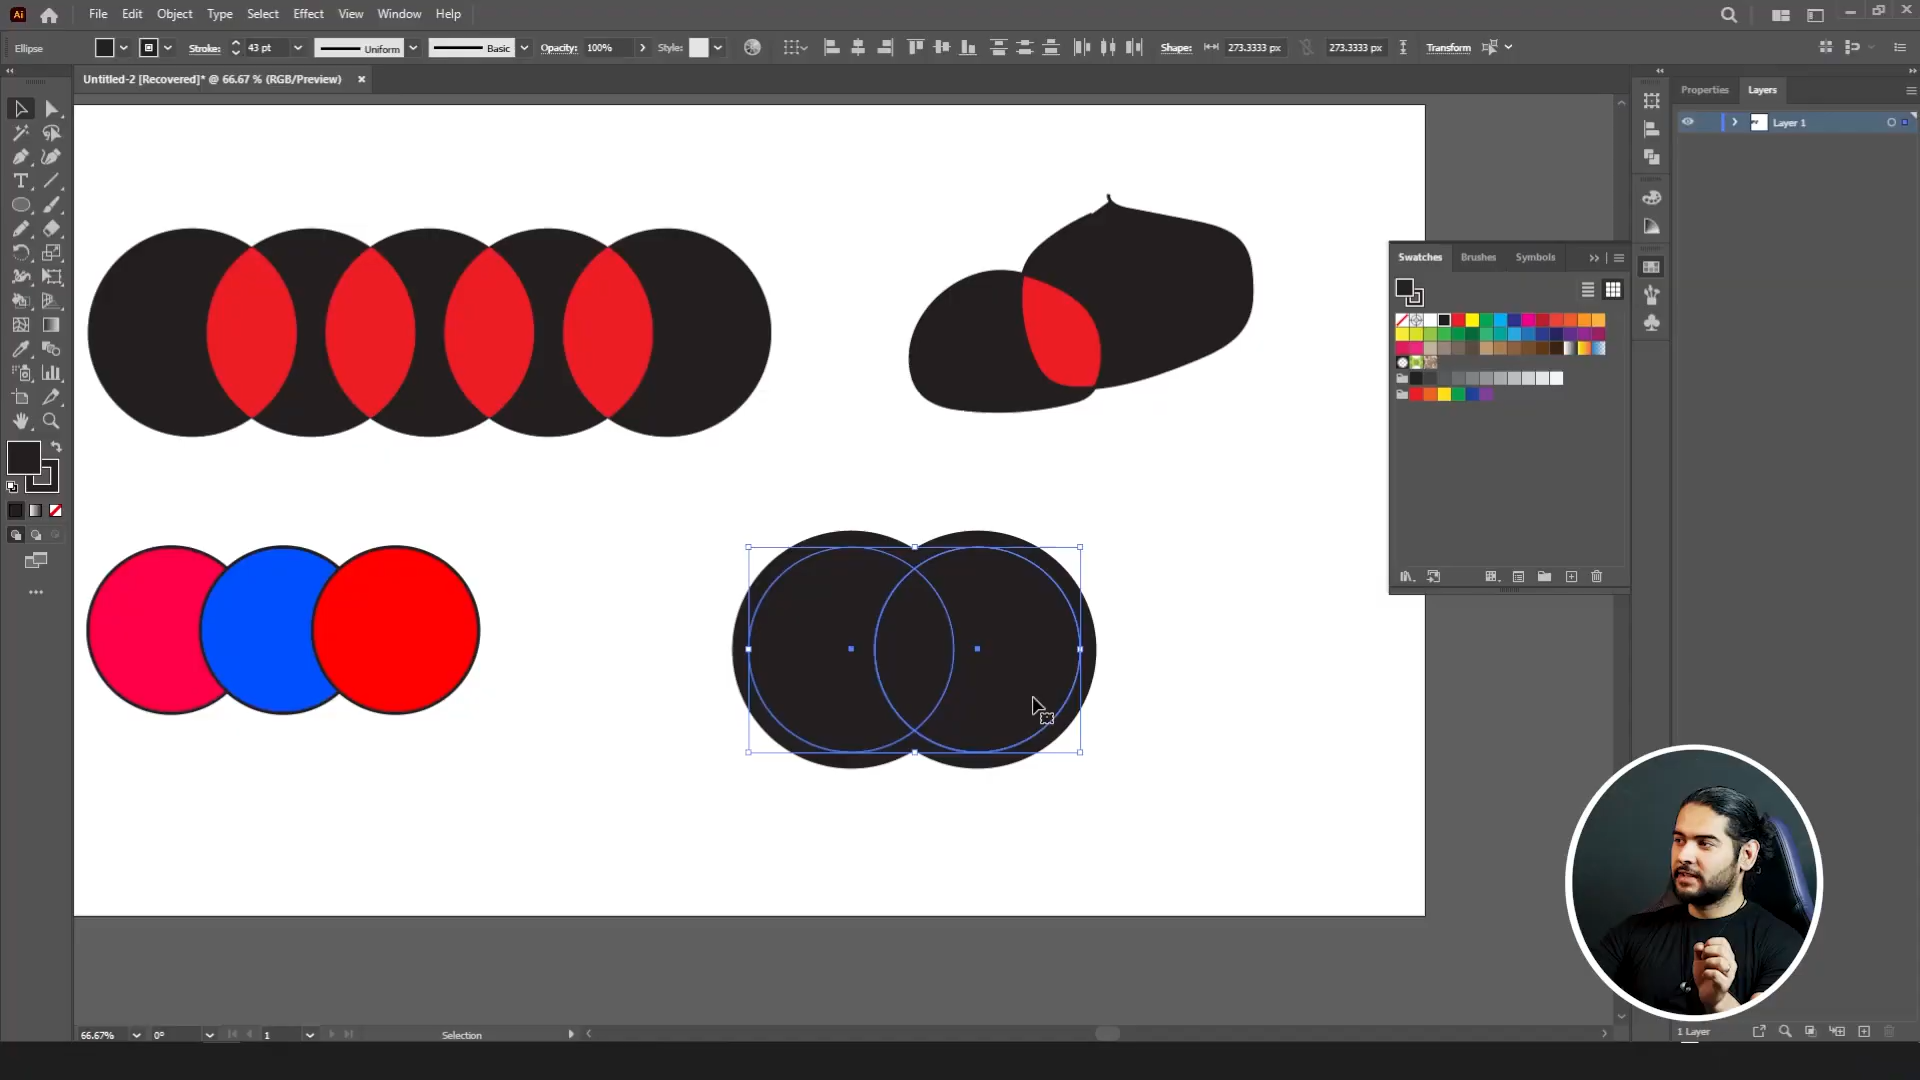 Ai File Edit Object Type Select Effect View Window Help
Ellipse Stroke: 43 pt Uniform Basic Opacity: 100% Style: Shape: 273.3333 px 273.3333 px Transform
Untitled-2 [Recovered]* @ 66.67 % (RGB/Preview)
Properties Layers
Layer 1
Swatches Brushes Symbols
66.67% 0° 1 Selection
1 Layer